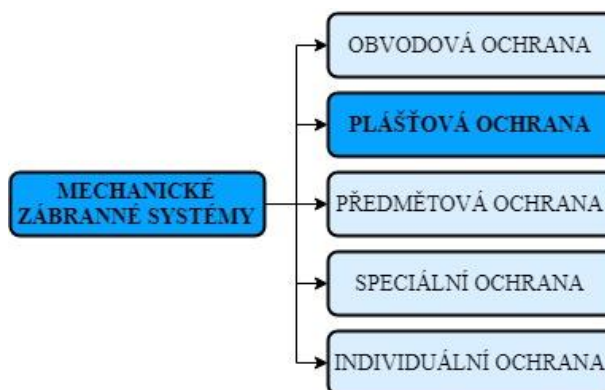 OBVODOVÁ OCHRANA
PLÁŠŤOVÁ OCHRANA
MECHANICKÉ
ZÁBRANNÉ SYSTÉMY
PŘEDMĚTOVÁ OCHRANA
SPECIÁLNÍ OCHRANA
INDIVIDUÁLNÍ OCHRANA